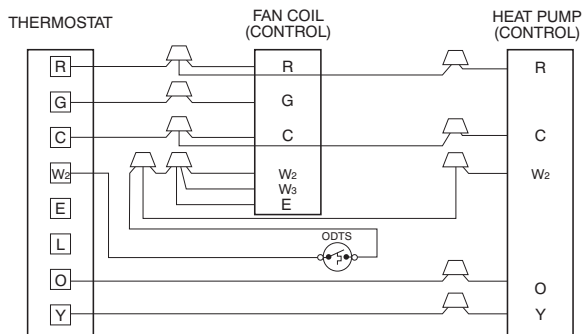 THERMOSTAT
FAN COIL
(CONTROL)
HEAT PUMP
(CONTROL)
R
G
C
W2
E
L
O
Y
R
G
C
W2
W3
E
ODTS
R
C
W2
O
Y